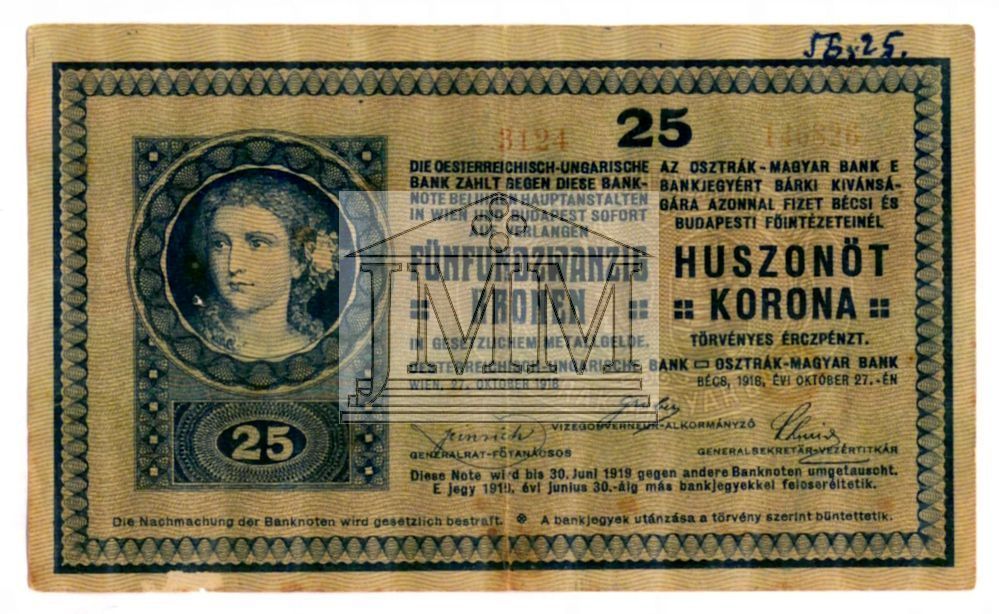 5B,25.
25
3124 146826
DIE OESTERREICHISCH-UNGARISCHE
BANK ZAHLT GEGEN DIESE BANK-
NOTE BEI IHREN HAUPTANSTALTEN
IN WIEN UND BUDAPEST SOFORT
AUF VERLANGEN
FÜNFUNDZWANZIG
KRONEN
IN GESETZLICHEM METALLGELDE.
OESTERREICHISCH-UNGARISCHE BANK
WIEN, 27. OKTOBER 1918
AZ OSZTRÁK-MAGYAR BANK E
BANKJEGYÉRT BÁRKI KIVÁNSÁ-
GÁRA AZONNAL FIZET BÉCSI ÉS
BUDAPESTI FŐINTÉZETEINÉL
HUSZONÖT
KORONA
TÖRVÉNYES ÉRCZPÉNZT.
OSZTRÁK-MAGYAR BANK
BÉCS, 1918, ÉVI OKTÓBER 27.-ÉN
JMM
25
VIZEGOUVERNEUR-ALKORMÁNYZÓ
GENERALRAT-FŐTANÁCSOS
GENERALSEKRETÄR-VEZÉRTITKÁR
Diese Note wird bis 30. Juni 1919 gegen andere Banknoten umgetauscht.
E jegy 1919, évi junius 30.-áig más bankjegyekkel felcseréltetik.
Die Nachmachung der Banknoten wird gesetzlich bestraft. A bankjegyek utánzása a törvény szerint büntettetik.